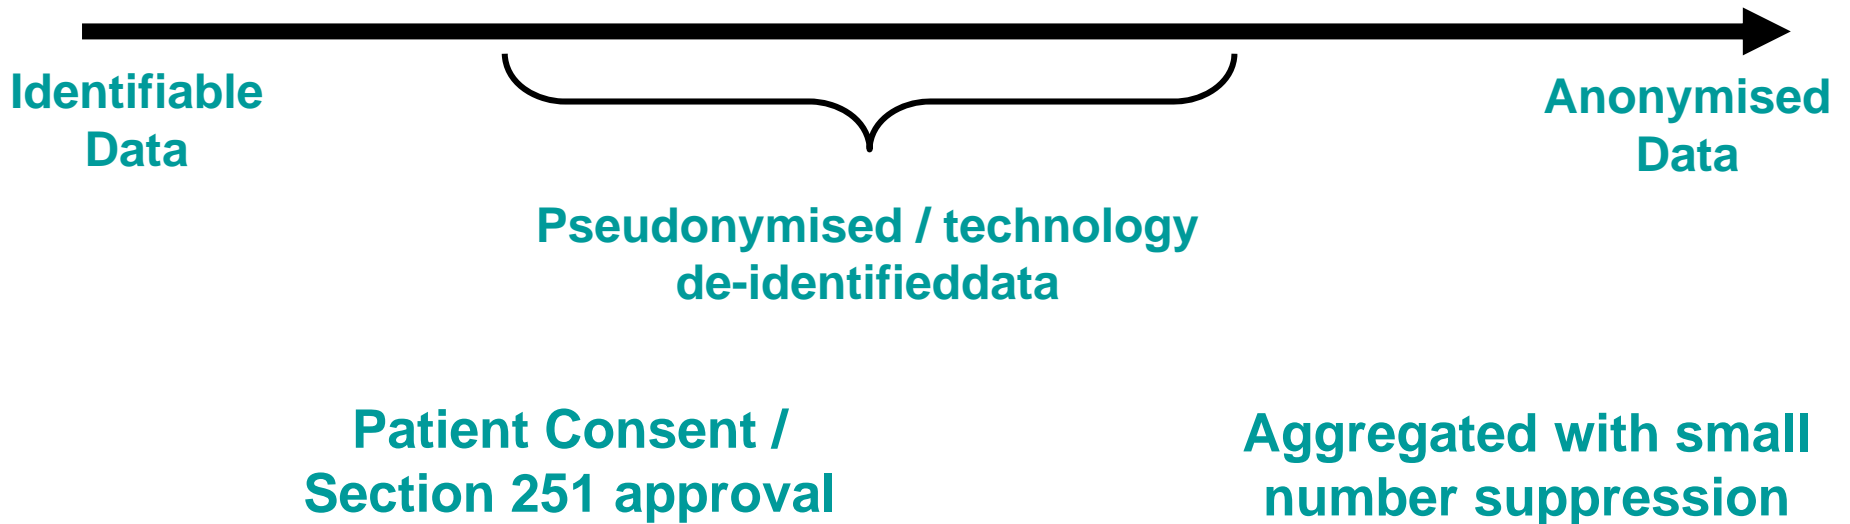 Identifiable
Data
Anonymised
Data
Pseudonymised / technology
de-identifieddata
Patient Consent /
Section 251 approval
Aggregated with small
number suppression